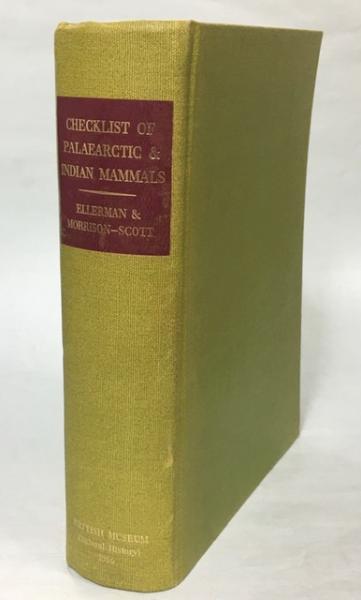 CHECKLIST OF
PALAEARCTIC &
INDIAN MAMMALS
ELLERMAN &
MORRISON-SCOTT
BRITISH MUSEUM
(Natural History)